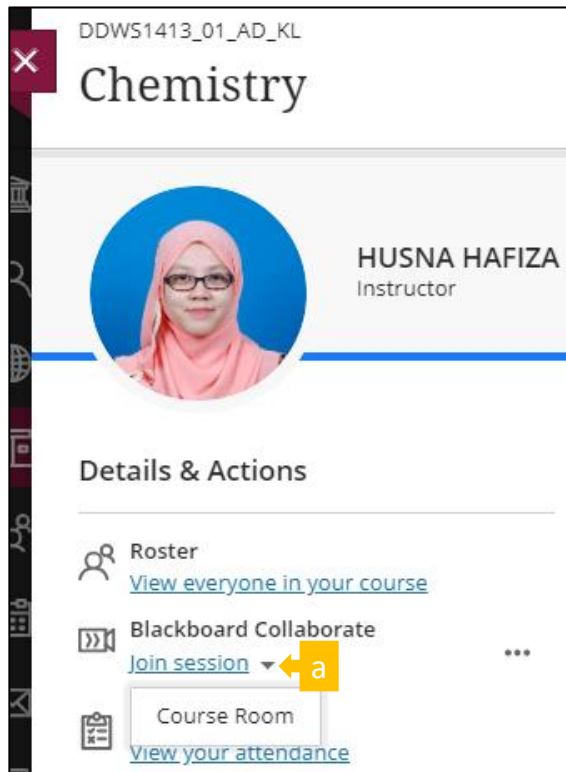 DDWS1413_01_AD_KL
Chemistry
HUSNA HAFIZA
Instructor
Details & Actions
Roster
View everyone in your course
Blackboard Collaborate
Join session
a
Course Room
View your attendance